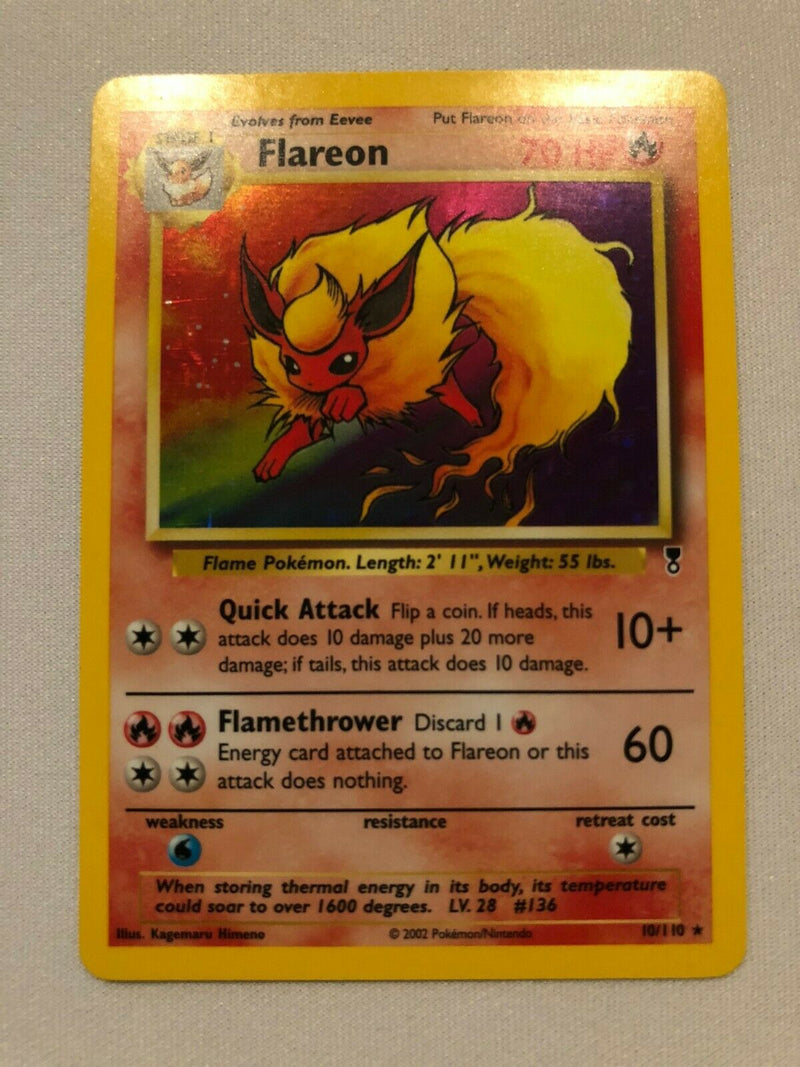 Evolves from Eevee
Put Flareon on the Basic Pokémon
STAGE 1
Flareon
70 HP
Flame Pokémon. Length: 2' 11", Weight: 55 lbs.
Quick Attack Flip a coin. If heads, this
attack does 10 damage plus 20 more
damage; if tails, this attack does 10 damage.
10+
Flamethrower Discard 1
Energy card attached to Flareon or this
attack does nothing.
60
weakness
resistance
retreat cost
When storing thermal energy in its body, its temperature
could soar to over 1600 degrees. LV. 28 #136
Illus. Kagemaru Himeno
© 2002 Pokémon/Nintendo
10/110 ★